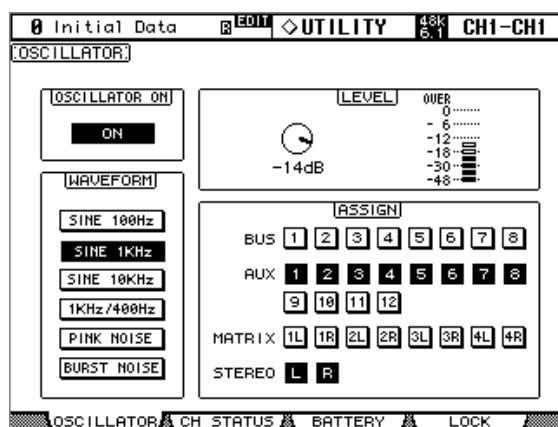 0 Initial Data R EDIT ◇UTILITY 48k 6.1 CH1-CH1
OSCILLATOR
OSCILLATOR ON
ON
WAVEFORM
SINE 100Hz
SINE 1KHz
SINE 10KHz
1KHz/400Hz
PINK NOISE
BURST NOISE
LEVEL
-14dB
OVER
0
- 6
-12
-18
-30
-48
ASSIGN
BUS 1 2 3 4 5 6 7 8
AUX 1 2 3 4 5 6 7 8
9 10 11 12
MATRIX 1L 1R 2L 2R 3L 3R 4L 4R
STEREO L R
OSCILLATOR CH STATUS BATTERY LOCK